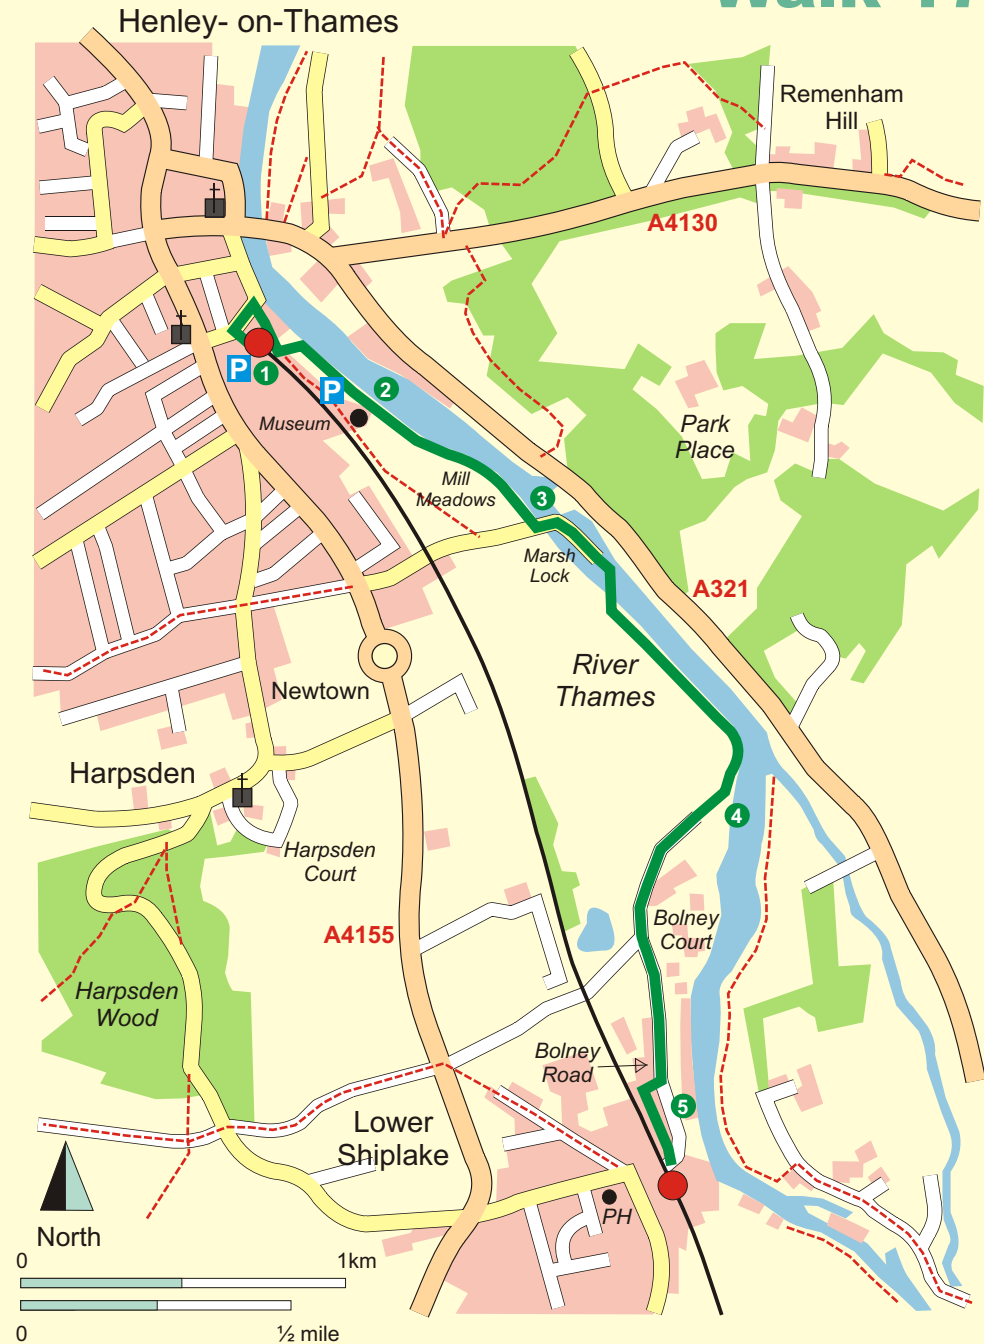 Walk 17
Henley- on-Thames
Remenham
Hill
A4130
P
1
P
2
Museum
Park
Place
Mill
Meadows
3
Marsh
Lock
A321
River
Thames
Newtown
Harpsden
4
Harpsden
Court
Bolney
Court
A4155
Harpsden
Wood
Bolney
Road
5
Lower
Shiplake
PH
North
0
1km
0
½ mile